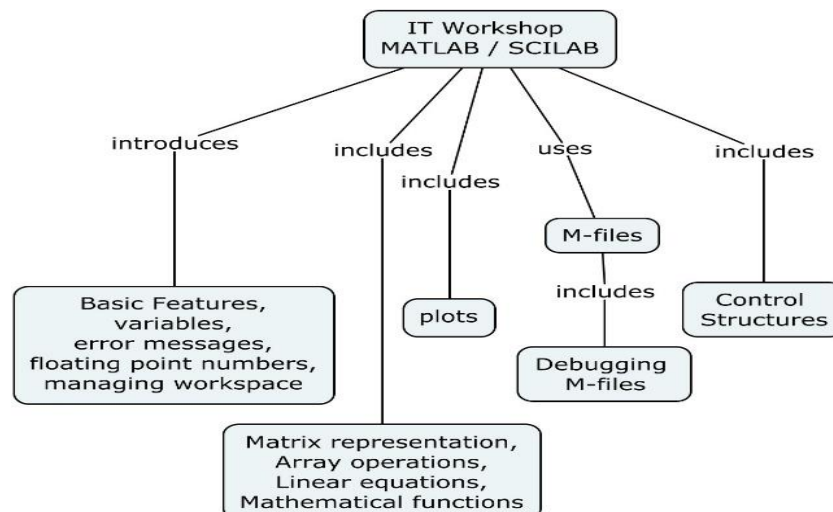 IT Workshop
MATLAB / SCILAB
introduces
includes
includes
uses
includes
Basic Features,
variables,
error messages,
floating point numbers,
managing workspace
Matrix representation,
Array operations,
Linear equations,
Mathematical functions
plots
M-files
includes
Debugging
M-files
Control
Structures